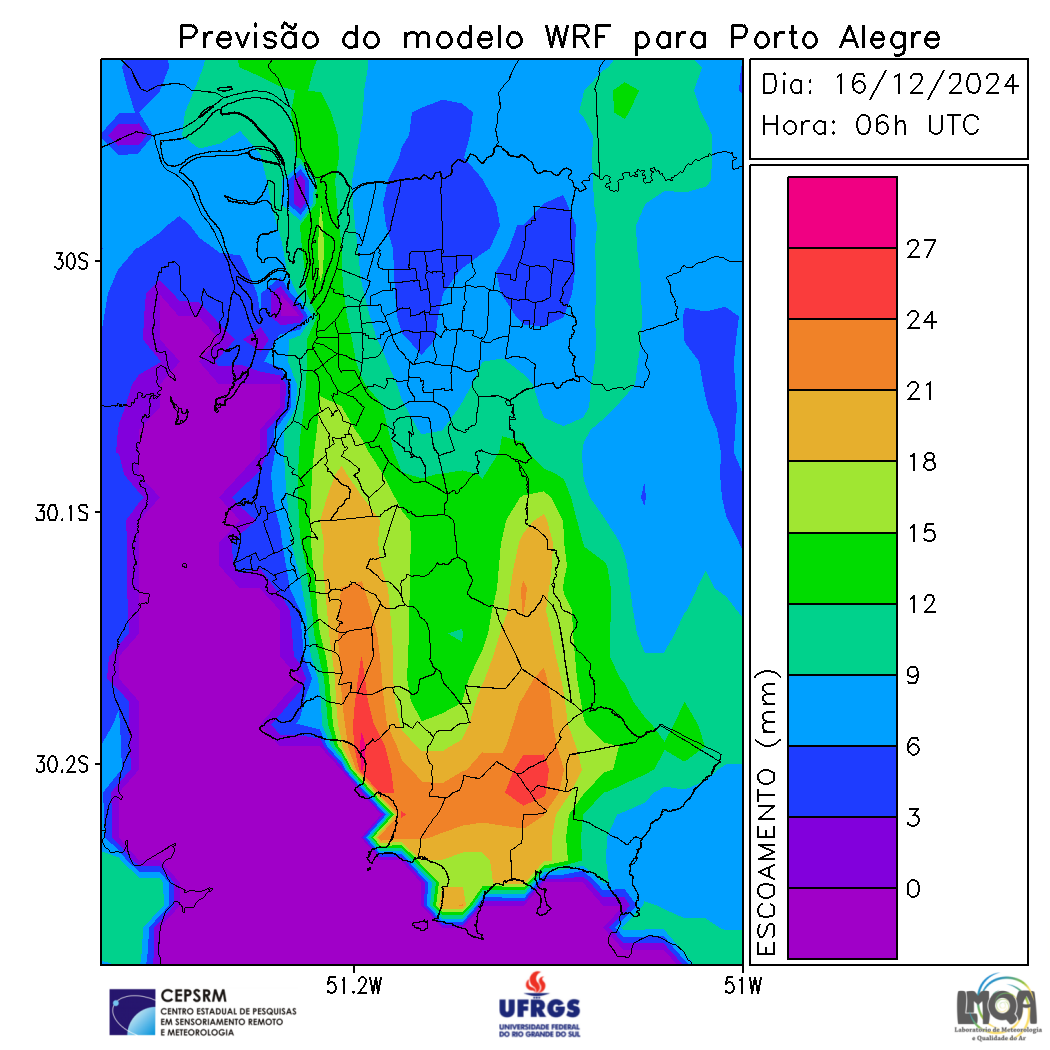 Previsão do modelo WRF para Porto Alegre
Dia: 16/12/2024
Hora: 06h UTC
30S
30.1S
30.2S
51.2W
51W
ESCOAMENTO (mm)
27
24
21
18
15
12
9
6
3
0
CEPSRM
CENTRO ESTADUAL DE PESQUISAS
EM SENSORIAMENTO REMOTO
E METEOROLOGIA
UFRGS
UNIVERSIDADE FEDERAL
DO RIO GRANDE DO SUL
LMQA
Laboratório de Meteorologia
e Qualidade do Ar